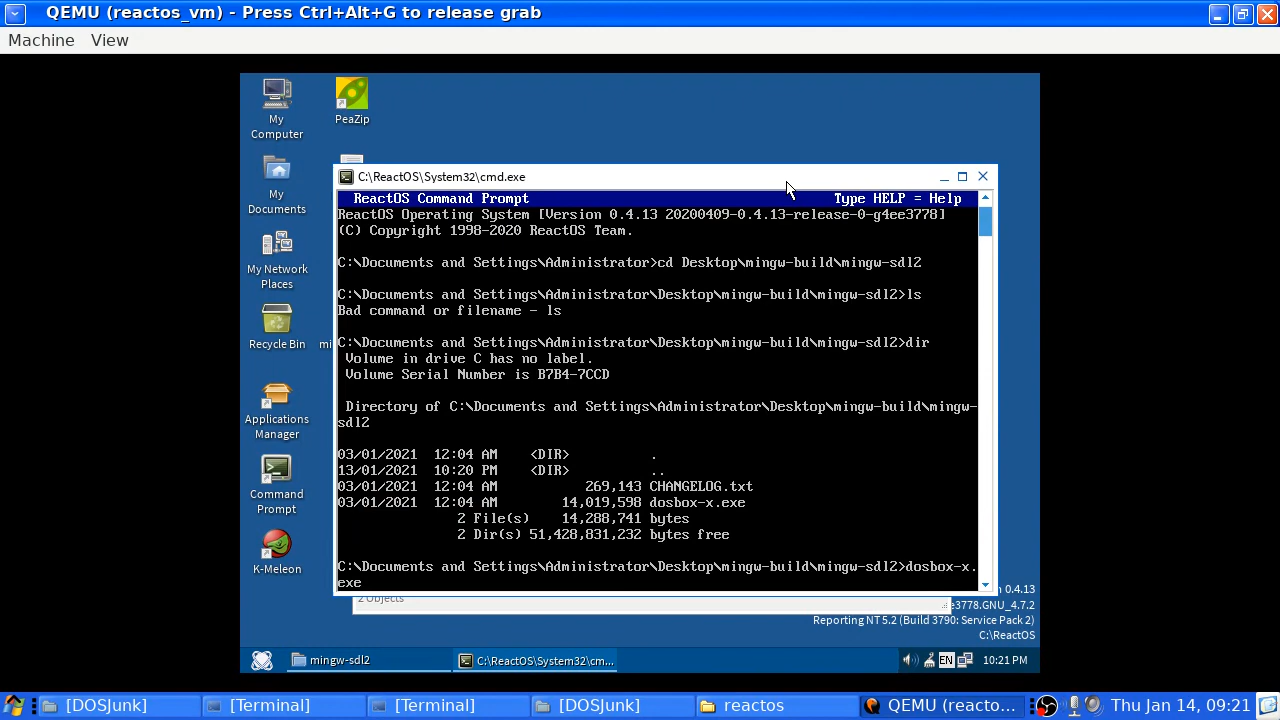 QEMU (reactos_vm) - Press Ctrl+Alt+G to release grab
Machine View
My Computer
PeaZip
My Documents
My Network Places
Recycle Bin
mi
Applications Manager
Command Prompt
K-Meleon
C:\ReactOS\System32\cmd.exe
ReactOS Command Prompt Type HELP = Help
ReactOS Operating System [Version 0.4.13 20200409-0.4.13-release-0-g4ee3778]
(C) Copyright 1998-2020 ReactOS Team.
C:\Documents and Settings\Administrator>cd Desktop\mingw-build\mingw-sdl2
C:\Documents and Settings\Administrator\Desktop\mingw-build\mingw-sdl2>ls
Bad command or filename - ls
C:\Documents and Settings\Administrator\Desktop\mingw-build\mingw-sdl2>dir
Volume in drive C has no label.
Volume Serial Number is B7B4-7CCD
Directory of C:\Documents and Settings\Administrator\Desktop\mingw-build\mingw-
sdl2
03/01/2021 12:04 AM <DIR> .
13/01/2021 10:20 PM <DIR> ..
03/01/2021 12:04 AM 269,143 CHANGELOG.txt
03/01/2021 12:04 AM 14,019,598 dosbox-x.exe
2 File(s) 14,288,741 bytes
2 Dir(s) 51,428,831,232 bytes free
C:\Documents and Settings\Administrator\Desktop\mingw-build\mingw-sdl2>dosbox-x.
exe
2 Objects
n 0.4.13
e3778.GNU_4.7.2
Reporting NT 5.2 (Build 3790: Service Pack 2)
C:\ReactOS
mingw-sdl2 C:\ReactOS\System32\cm... EN 10:21 PM
[DOSJunk] [Terminal] [Terminal] [DOSJunk] reactos QEMU (reacto... Thu Jan 14, 09:21